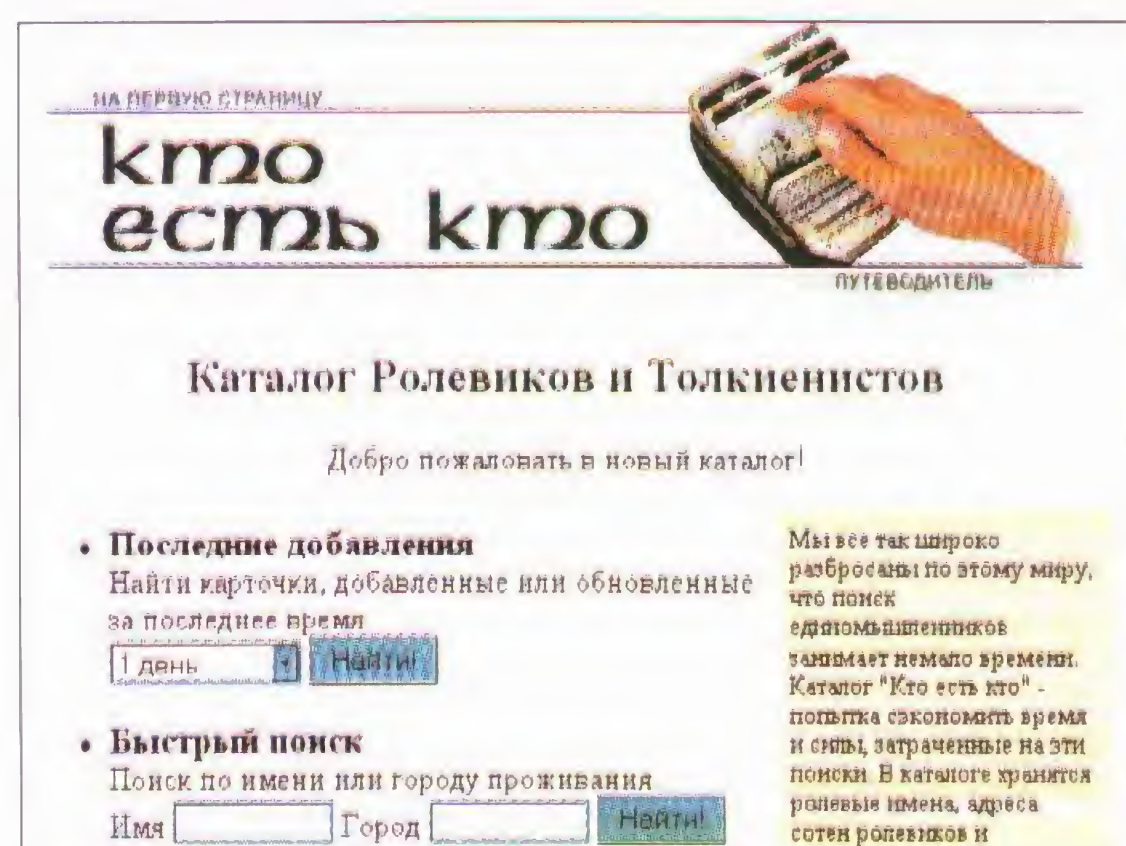 НА ПЕРВУЮ СТРАНИЦУ
кто
есть кто
ПУТЕВОДИТЕЛЬ
Каталог Ролевиков и Толкиенистов
Добро пожаловать в новый каталог!
• Последние добавления
Найти карточки, добавленные или обновленные
за последнее время
1 день Найти!
• Быстрый поиск
Поиск по имени или городу проживания
Имя Город Найти!
Мы все так широко
разбросаны по этому миру,
что поиск
единомышленников
занимает немало времени.
Каталог "Кто есть кто" -
попытка сэкономить время
и силы, затраченные на эти
поиски. В каталоге хранятся
ролевые имена, адреса
сотен ролевиков и